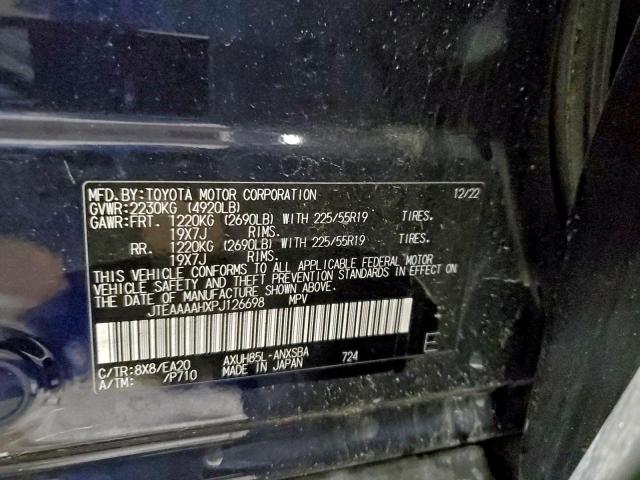 MFD.BY:TOYOTA MOTOR CORPORATION 12/22
GVWR:2230KG (4920LB)
GAWR:FRT. 1220KG (2690LB) WITH 225/55R19 TIRES.
19X7J RIMS.
RR. 1220KG (2690LB) WITH 225/55R19 TIRES.
19X7J RIMS.
THIS VEHICLE CONFORMS TO ALL APPLICABLE FEDERAL MOTOR
VEHICLE SAFETY AND THEFT PREVENTION STANDARDS IN EFFECT ON
THE DATE OF MANUFACTURE SHOWN ABOVE.
JTEAAAAHXPJ126698 MPV
C/TR:8X8/EA20 AXUH85L-ANXSBA 724 E
A/TM: /P710 MADE IN JAPAN